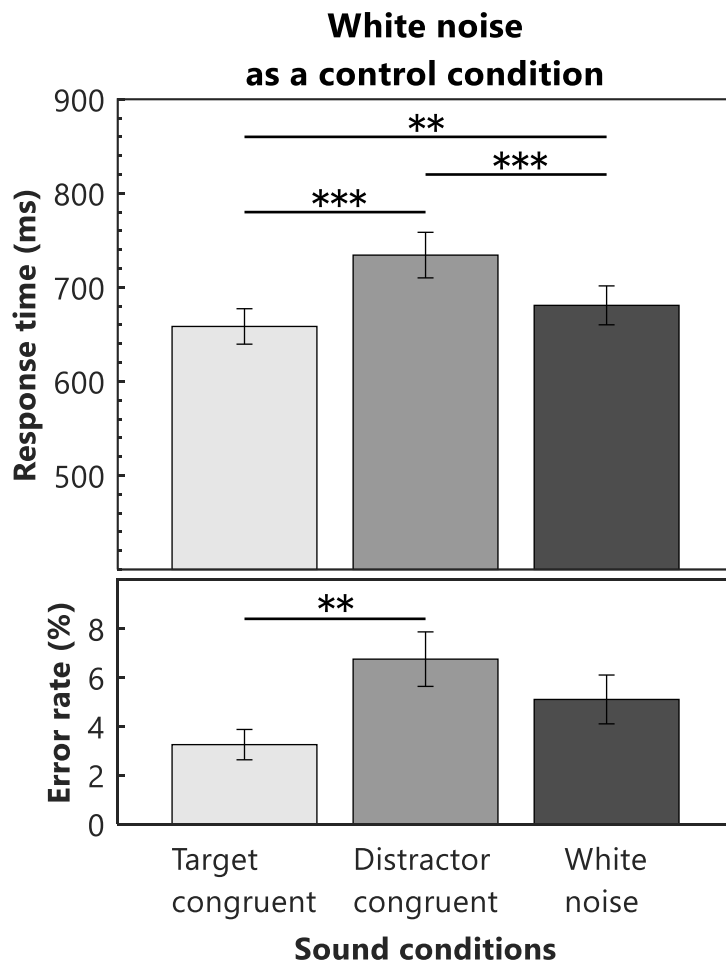 White noise
as a control condition
900
800
700
600
500
Response time (ms)
**
***
***
8
6
4
2
0
Error rate (%)
**
Target
congruent
Distractor
congruent
White
noise
Sound conditions